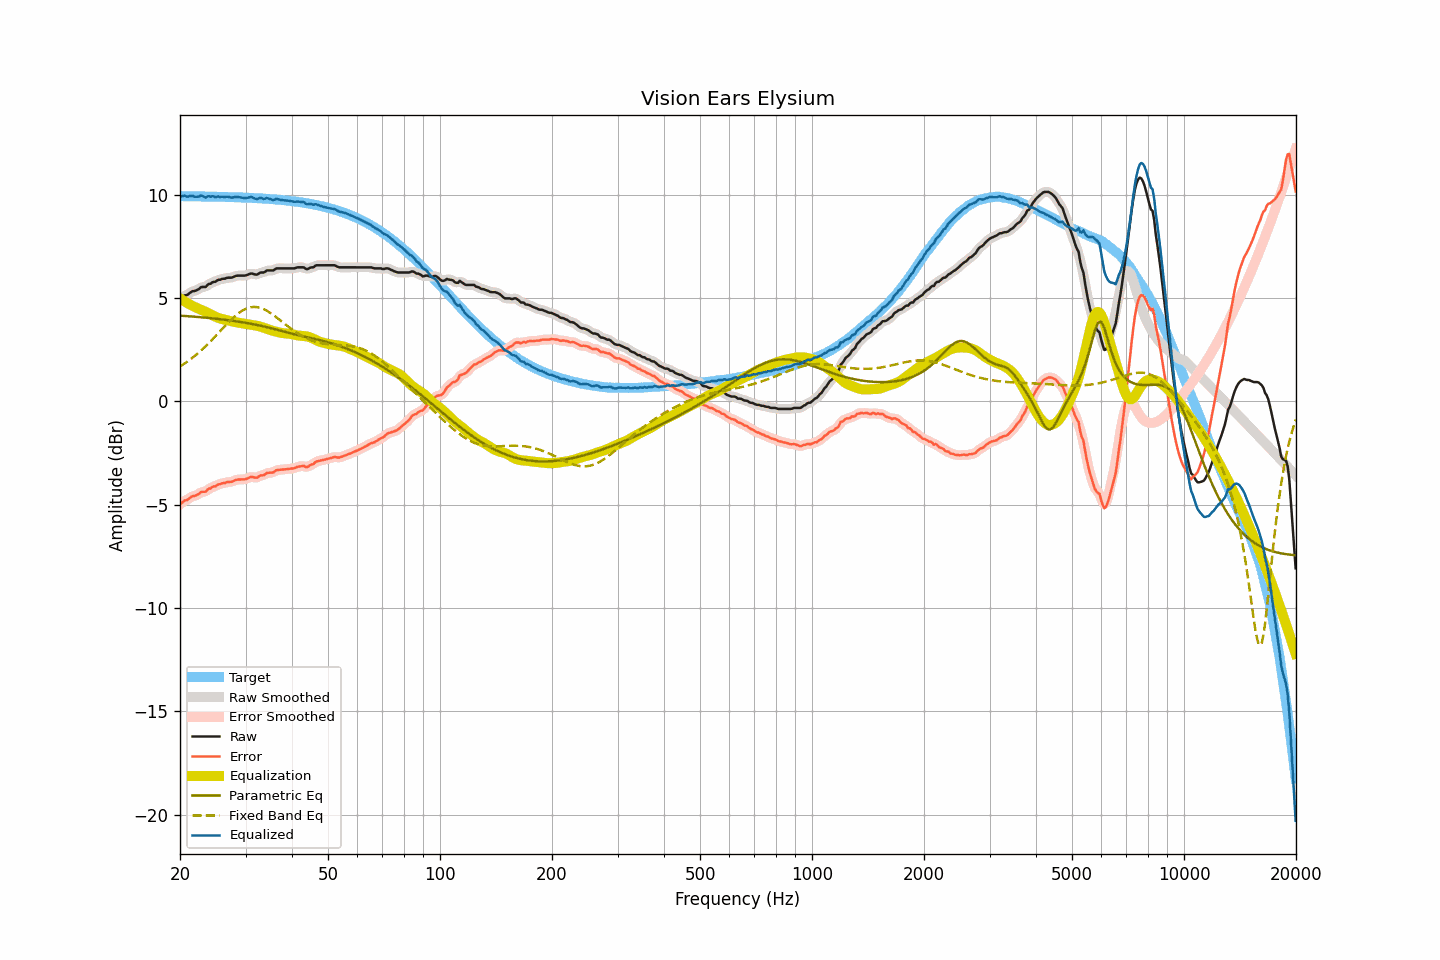 Vision Ears Elysium
10
5
0
−5
−10
−15
−20
Amplitude (dBr)
Target
Raw Smoothed
Error Smoothed
Raw
Error
Equalization
Parametric Eq
Fixed Band Eq
Equalized
20 50 100 200 500 1000 2000 5000 10000 20000
Frequency (Hz)